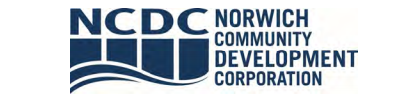 NCDC
NORWICH
COMMUNITY
DEVELOPMENT
CORPORATION